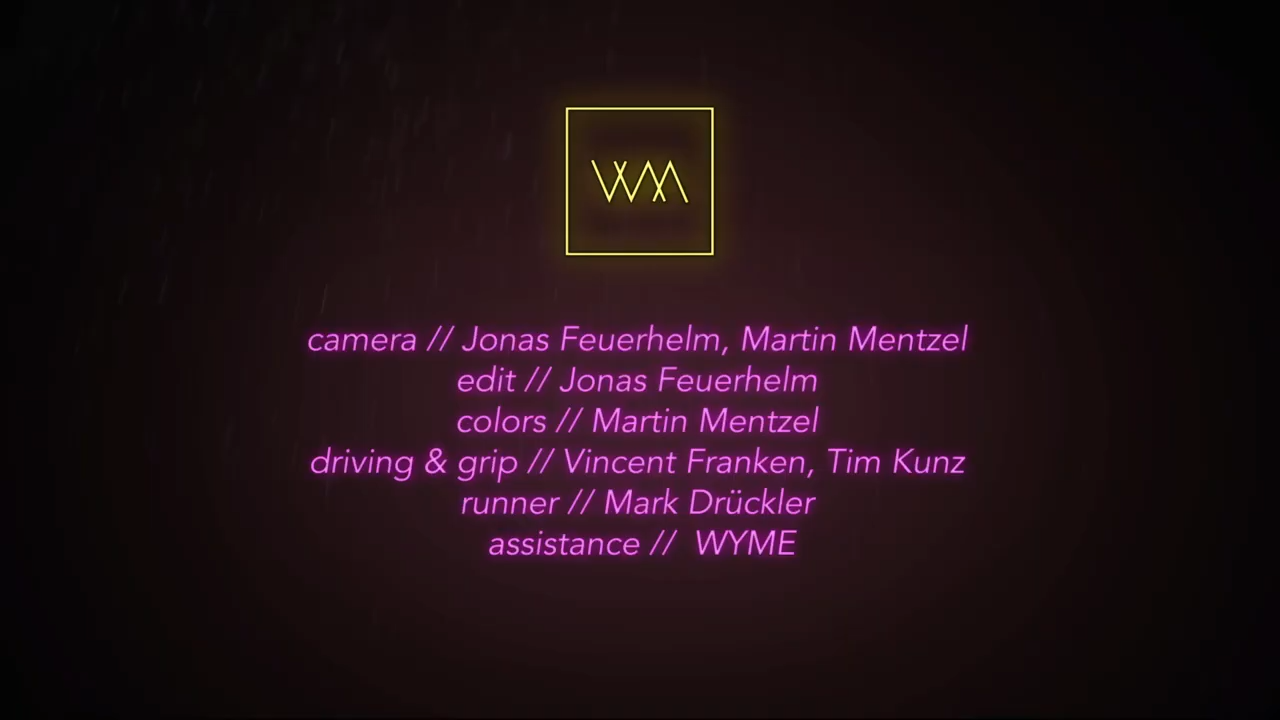 WM
camera // Jonas Feuerhelm, Martin Mentzel
edit // Jonas Feuerhelm
colors // Martin Mentzel
driving & grip // Vincent Franken, Tim Kunz
runner // Mark Drückler
assistance // WYME